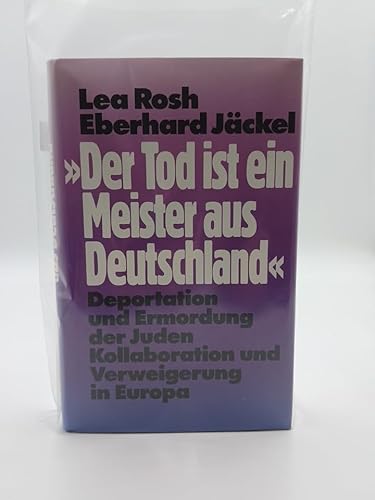 Lea Rosh
Eberhard Jäckel
»Der Tod ist ein
Meister aus
Deutschland«
Deportation
und Ermordung
der Juden
Kollaboration und
Verweigerung
in Europa